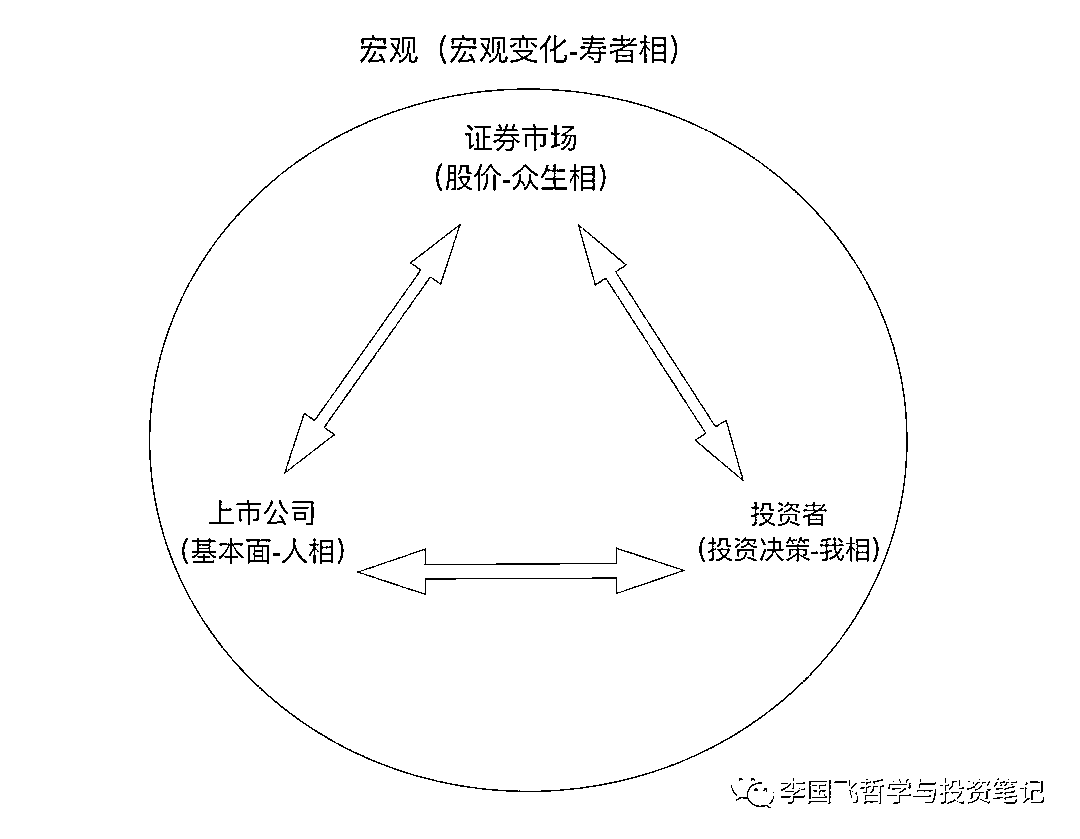 宏观（宏观变化-寿者相）
证券市场
（股价-众生相）
上市公司
（基本面-人相）
投资者
（投资决策-我相）
李国飞哲学与投资笔记